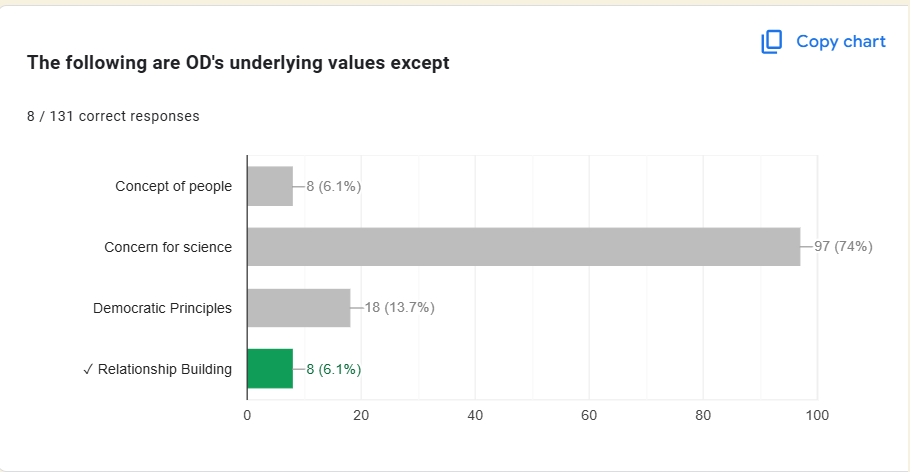 Copy chart
The following are OD's underlying values except
8 / 131 correct responses
Concept of people 8 (6.1%)
Concern for science 97 (74%)
Democratic Principles 18 (13.7%)
✓ Relationship Building 8 (6.1%)
0 20 40 60 80 100